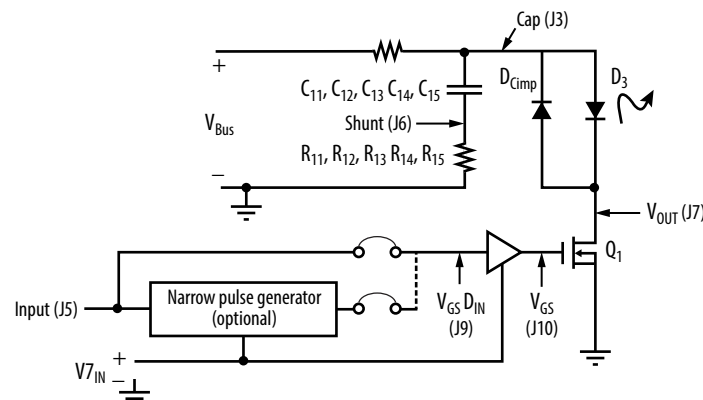 Cap (J3)
+
C11, C12, C13 C14, C15
DCimp
D3
VBus
Shunt (J6)
R11, R12, R13 R14, R15
−
VOUT (J7)
Q1
Input (J5)
Narrow pulse generator
(optional)
VGS DIN
(J9)
VGS
(J10)
+
V7IN
−